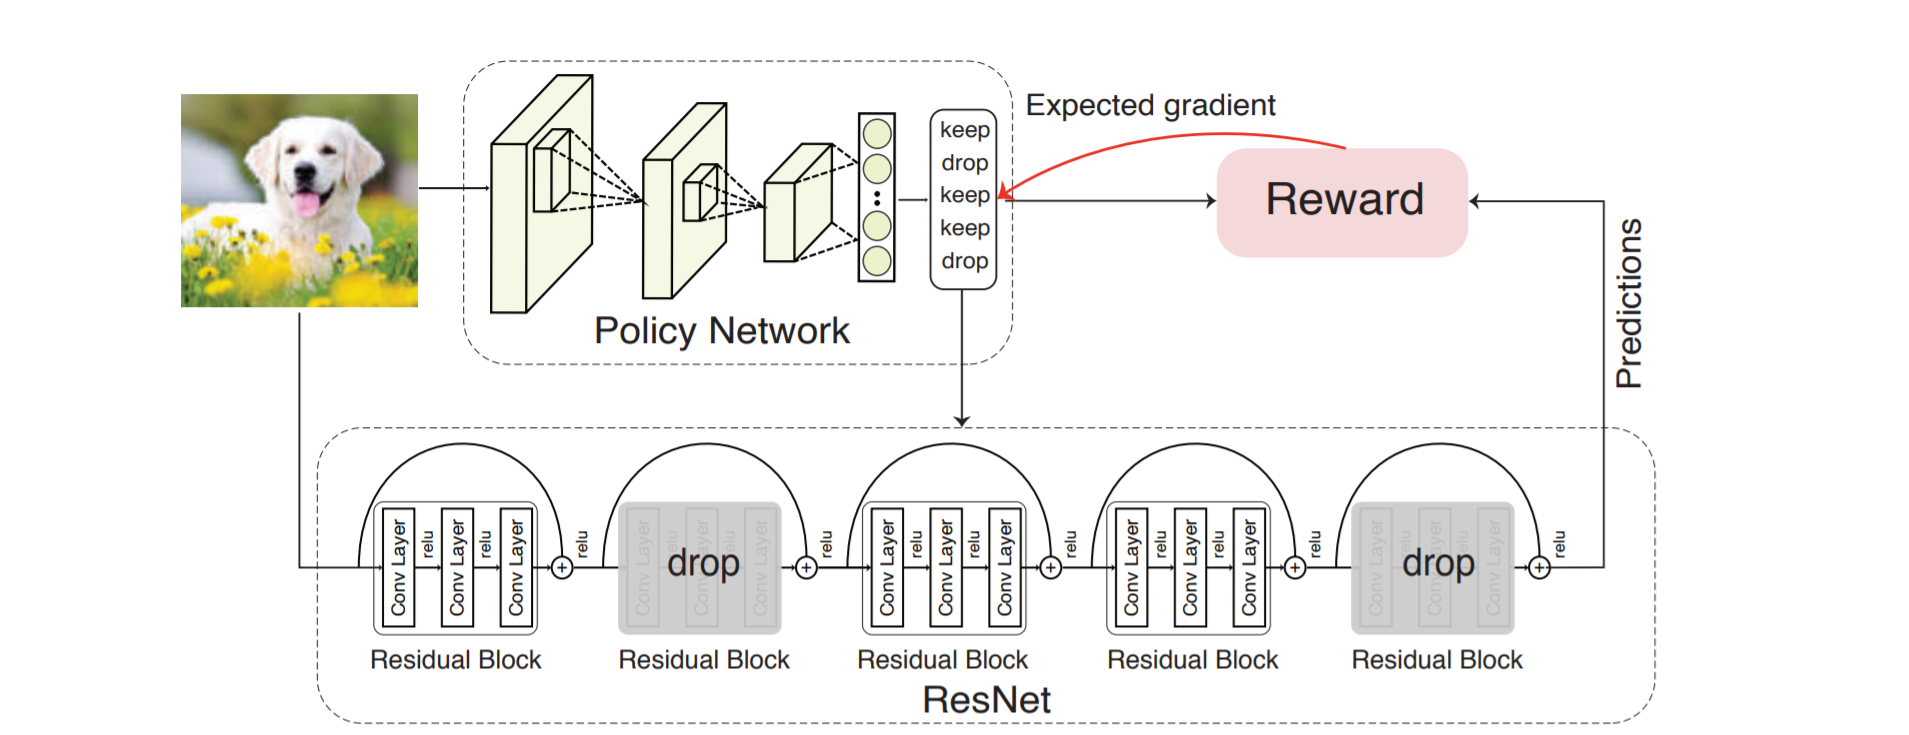 Expected gradient
keep
drop
keep
keep
drop
Reward
Policy Network
Predictions
Conv Layer
relu
Conv Layer
relu
Conv Layer
relu
Conv Layer
relu
Conv Layer
relu
Conv Layer
drop
relu
Conv Layer
relu
Conv Layer
relu
Conv Layer
relu
Conv Layer
relu
Conv Layer
relu
Conv Layer
relu
Conv Layer
relu
Conv Layer
relu
Conv Layer
drop
relu
Residual Block
Residual Block
Residual Block
Residual Block
Residual Block
ResNet